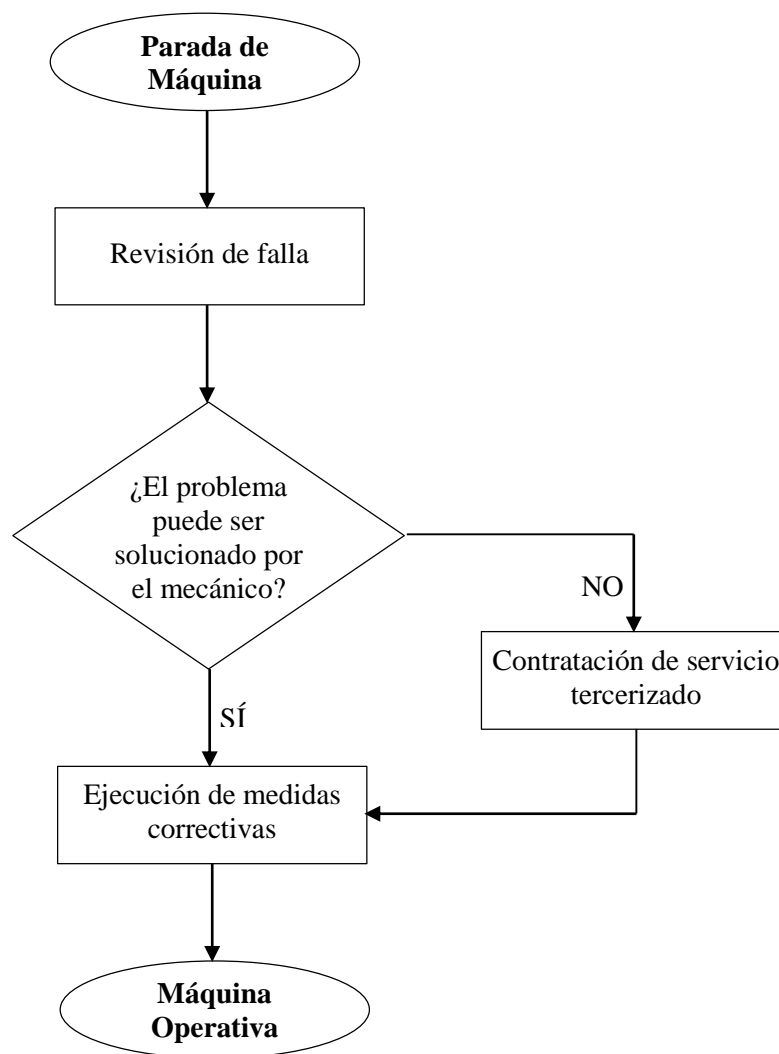 Parada de
Máquina
Revisión de falla
¿El problema
puede ser
solucionado por
el mecánico?
NO
Contratación de servicio
tercerizado
SÍ
Ejecución de medidas
correctivas
Máquina
Operativa